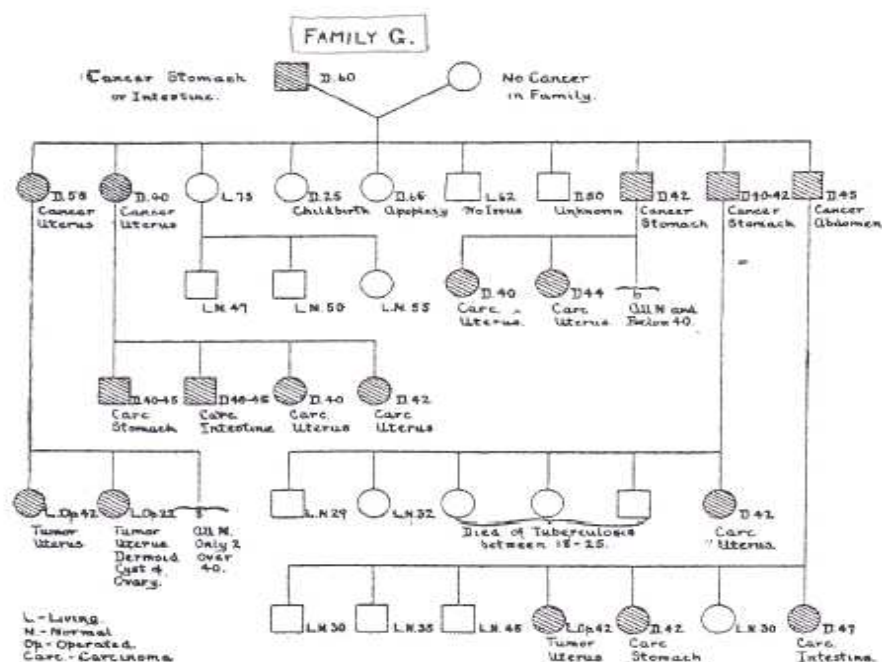 FAMILY G.
Cancer Stomach
or Intestine.
D.60
No Cancer
in Family.
D.58
Cancer
Uterus
D.40
Cancer
Uterus
L.75
D.25
Childbirth
D.66
Apoplexy
L.62
No Issue
D.50
Unknown
D.42
Cancer
Stomach
D.40-42
Cancer
Stomach
D.45
Cancer
Abdomen
L.N.47
L.N.50
L.N.55
D.40
Carc
Uterus.
D.44
Carc
Uterus
6
All N and
Below 40.
D.40-45
Carc
Stomach
D.40-45
Carc
Intestine
D.40
Carc.
Uterus
D.42
Carc
Uterus
L.Op.42
Tumor
Uterus
L.Op.22
Tumor
Uterus
Dermoid
Cyst of
Ovary.
All N.
Only 2
over
40.
L.N.29
L.N.32
Died of Tuberculosis
between 18-25.
D.42
Carc
Uterus
L.N.30
L.N.35
L.N.45
L.Op.42
Tumor
Uterus
D.42
Carc
Stomach
L.N.30
D.47
Carc.
Intestine
L.-Living.
N.-Normal
Op-Operated.
Carc.-Carcinoma